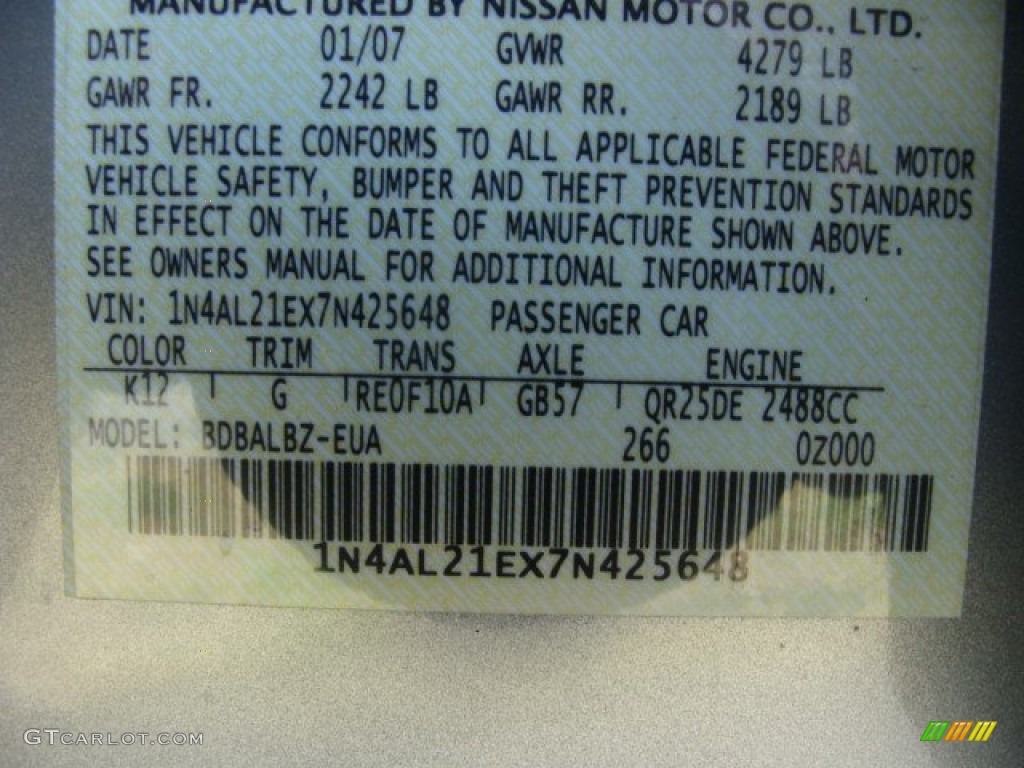 MANUFACTURED BY NISSAN MOTOR CO., LTD.
DATE 01/07 GVWR 4279 LB
GAWR FR. 2242 LB GAWR RR. 2189 LB
THIS VEHICLE CONFORMS TO ALL APPLICABLE FEDERAL MOTOR
VEHICLE SAFETY, BUMPER AND THEFT PREVENTION STANDARDS
IN EFFECT ON THE DATE OF MANUFACTURE SHOWN ABOVE.
SEE OWNERS MANUAL FOR ADDITIONAL INFORMATION.
VIN: 1N4AL21EX7N425648 PASSENGER CAR
COLOR TRIM TRANS AXLE ENGINE
K12 G RE0F10A GB57 QR25DE 2488CC
MODEL: BDBALBZ-EUA 266 0Z000
1N4AL21EX7N425648
GTCARLOT.COM